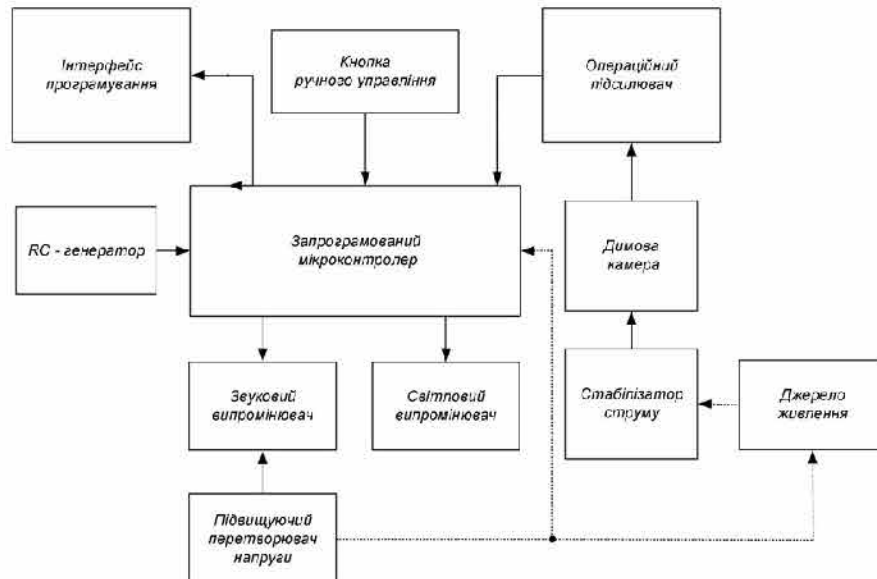 Інтерфейс
програмування
Кнопка
ручного управління
Операційний
підсилювач
RC - генератор
Запрограмований
мікроконтролер
Димова
камера
Звуковий
випромінювач
Світловий
випромінювач
Стабілізатор
струму
Джерело
живлення
Підвищуючий
перетворювач
напруги